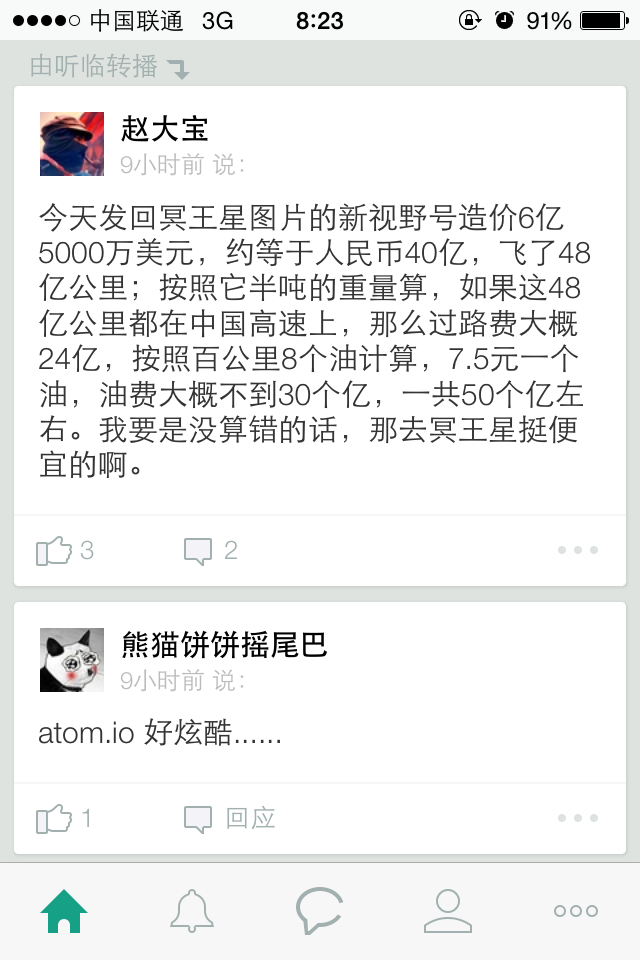 中国联通 3G 8:23 91%
由听临转播
赵大宝
9小时前 说：
今天发回冥王星图片的新视野号造价6亿
5000万美元，约等于人民币40亿，飞了48
亿公里；按照它半吨的重量算，如果这48
亿公里都在中国高速上，那么过路费大概
24亿，按照百公里8个油计算，7.5元一个
油，油费大概不到30个亿，一共50个亿左
右。我要是没算错的话，那去冥王星挺便
宜的啊。
3 2
熊猫饼饼摇尾巴
9小时前 说：
atom.io 好炫酷......
1 回应